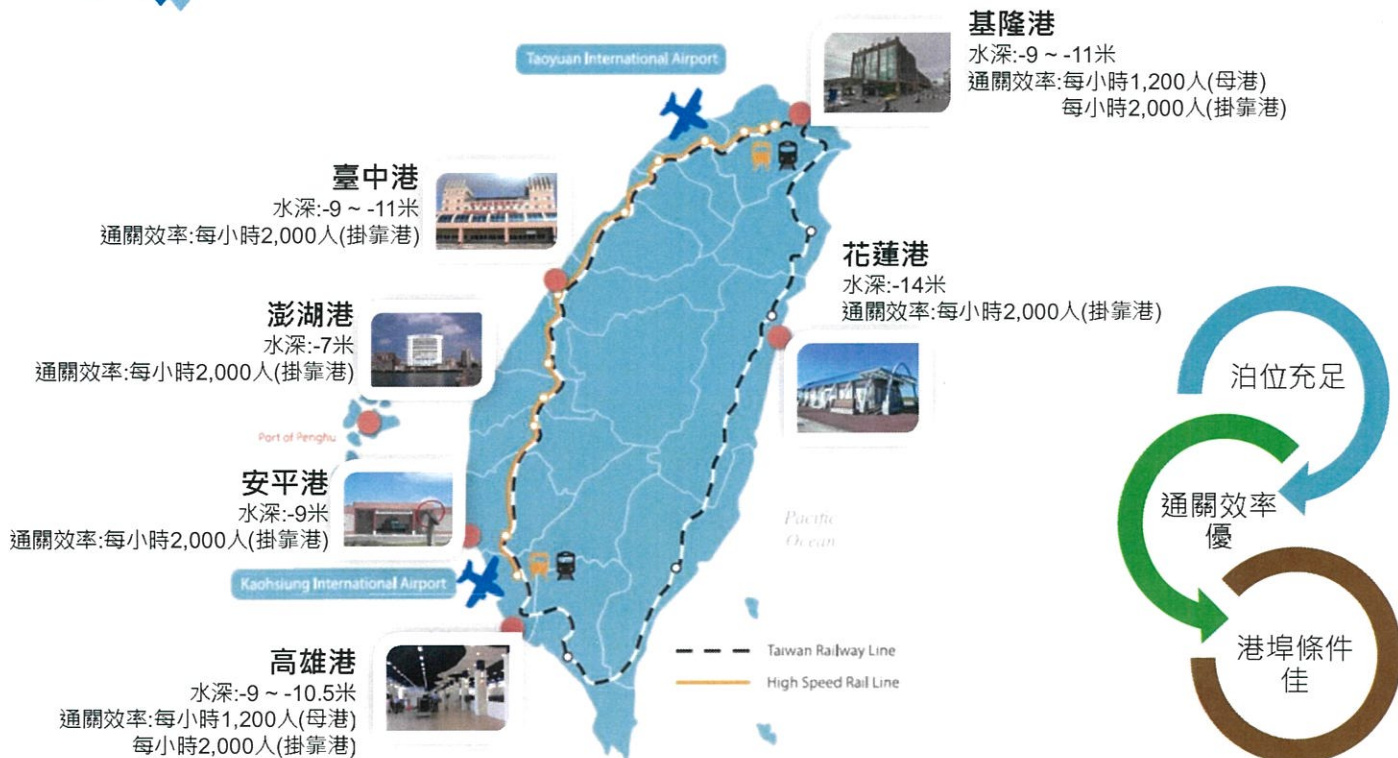 Taoyuan International Airport
基隆港
水深:-9 ~ -11米
通關效率:每小時1,200人(母港)
每小時2,000人(掛靠港)
臺中港
水深:-9 ~ -11米
通關效率:每小時2,000人(掛靠港)
花蓮港
水深:-14米
通關效率:每小時2,000人(掛靠港)
澎湖港
水深:-7米
通關效率:每小時2,000人(掛靠港)
Port of Penghu
安平港
水深:-9米
通關效率:每小時2,000人(掛靠港)
Kaohsiung International Airport
高雄港
水深:-9 ~ -10.5米
通關效率:每小時1,200人(母港)
每小時2,000人(掛靠港)
Pacific
Ocean
Taiwan Railway Line
High Speed Rail Line
泊位充足
通關效率
優
港埠條件
佳